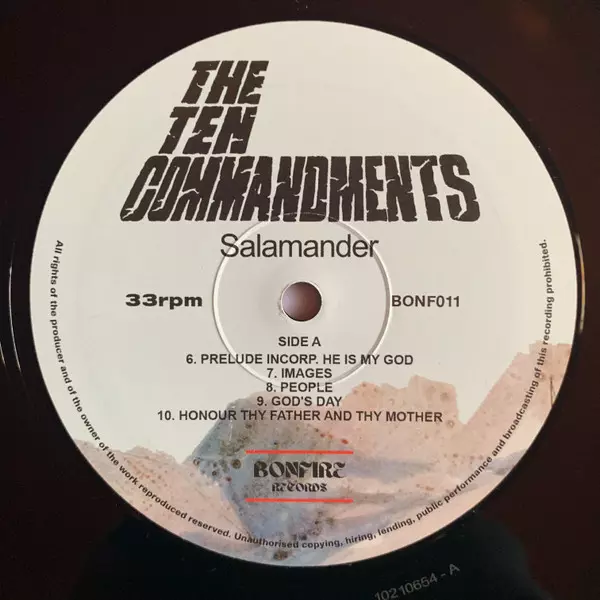 THE
TEN
COMMANDMENTS
Salamander
33rpm
BONF011
SIDE A
6. PRELUDE INCORP. HE IS MY GOD
7. IMAGES
8. PEOPLE
9. GOD'S DAY
10. HONOUR THY FATHER AND THY MOTHER
BONFIRE
RECORDS
All rights of the producer and of the owner of the work reproduced reserved. Unauthorised copying, hiring, lending, public performance and broadcasting of this recording prohibited.
10210654 - A